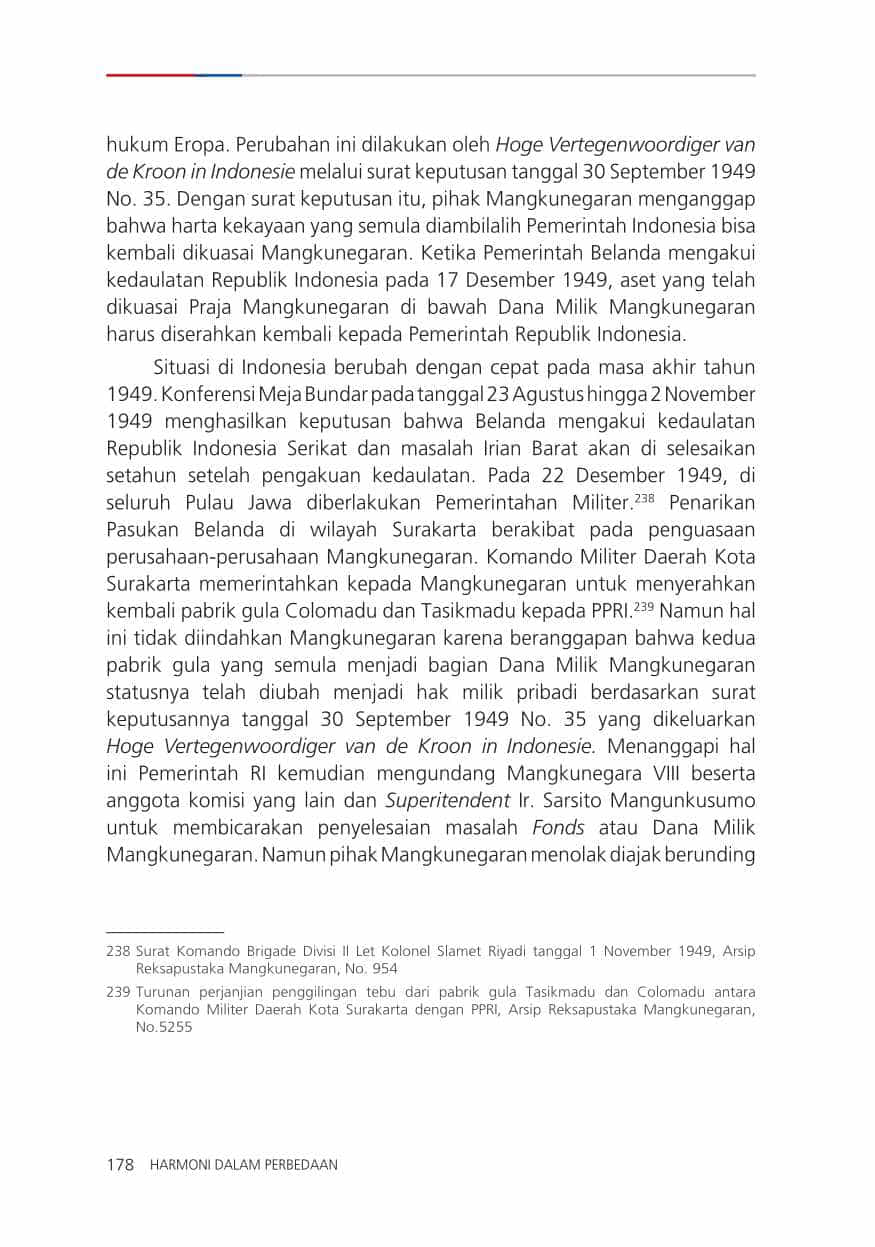 hukum Eropa. Perubahan ini dilakukan oleh Hoge Vertegenwoordiger van
de Kroon in Indonesie melalui surat keputusan tanggal 30 September 1949
No. 35. Dengan surat keputusan itu, pihak Mangkunegaran menganggap
bahwa harta kekayaan yang semula diambilalih Pemerintah Indonesia bisa
kembali dikuasai Mangkunegaran. Ketika Pemerintah Belanda mengakui
kedaulatan Republik Indonesia pada 17 Desember 1949, aset yang telah
dikuasai Praja Mangkunegaran di bawah Dana Milik Mangkunegaran
harus diserahkan kembali kepada Pemerintah Republik Indonesia.
Situasi di Indonesia berubah dengan cepat pada masa akhir tahun
1949. Konferensi Meja Bundar pada tanggal 23 Agustus hingga 2 November
1949 menghasilkan keputusan bahwa Belanda mengakui kedaulatan
Republik Indonesia Serikat dan masalah Irian Barat akan di selesaikan
setahun setelah pengakuan kedaulatan. Pada 22 Desember 1949, di
seluruh Pulau Jawa diberlakukan Pemerintahan Militer.238 Penarikan
Pasukan Belanda di wilayah Surakarta berakibat pada penguasaan
perusahaan-perusahaan Mangkunegaran. Komando Militer Daerah Kota
Surakarta memerintahkan kepada Mangkunegaran untuk menyerahkan
kembali pabrik gula Colomadu dan Tasikmadu kepada PPRI.239 Namun hal
ini tidak diindahkan Mangkunegaran karena beranggapan bahwa kedua
pabrik gula yang semula menjadi bagian Dana Milik Mangkunegaran
statusnya telah diubah menjadi hak milik pribadi berdasarkan surat
keputusannya tanggal 30 September 1949 No. 35 yang dikeluarkan
Hoge Vertegenwoordiger van de Kroon in Indonesie. Menanggapi hal
ini Pemerintah RI kemudian mengundang Mangkunegara VIII beserta
anggota komisi yang lain dan Superitendent Ir. Sarsito Mangunkusumo
untuk membicarakan penyelesaian masalah Fonds atau Dana Milik
Mangkunegaran. Namun pihak Mangkunegaran menolak diajak berunding
238 Surat Komando Brigade Divisi II Let Kolonel Slamet Riyadi tanggal 1 November 1949, Arsip
Reksapustaka Mangkunegaran, No. 954
239 Turunan perjanjian penggilingan tebu dari pabrik gula Tasikmadu dan Colomadu antara
Komando Militer Daerah Kota Surakarta dengan PPRI, Arsip Reksapustaka Mangkunegaran,
No.5255
178 HARMONI DALAM PERBEDAAN